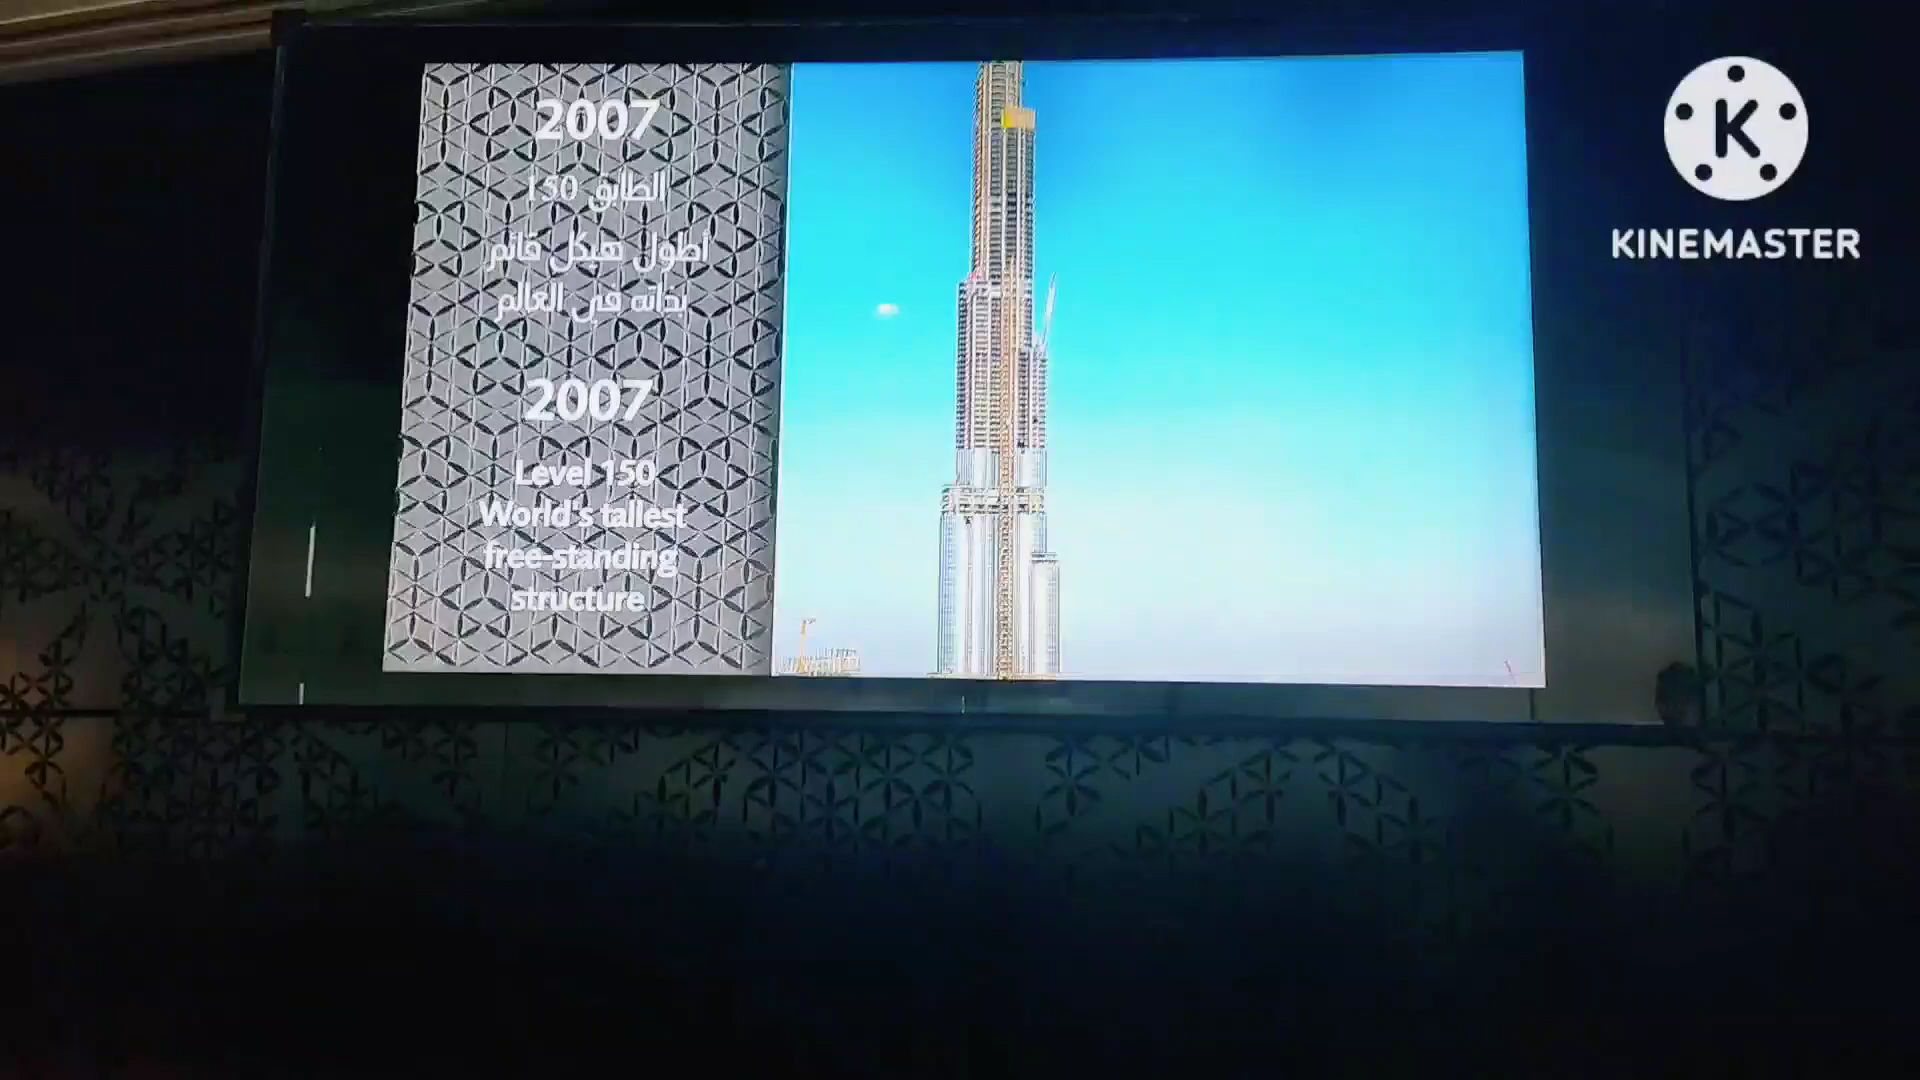 2007
الطابق 150
أطول هيكل قائم
بذاته في العالم
2007
Level 150
World's tallest
free-standing
structure
K
KINEMASTER